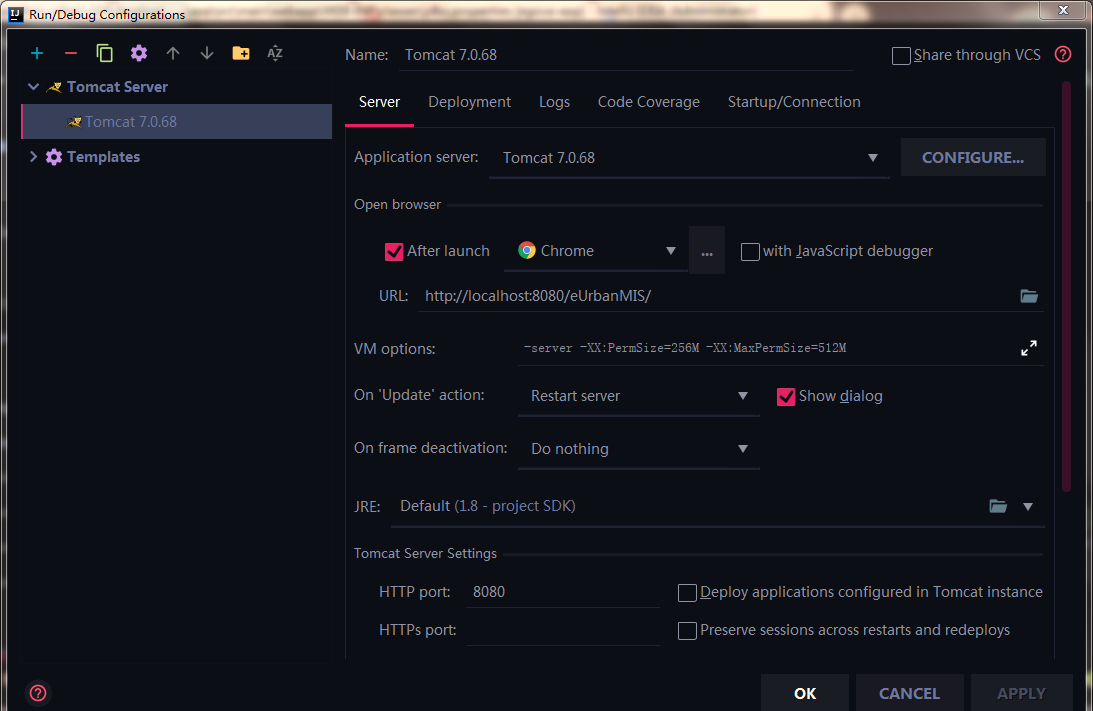 Run/Debug Configurations
Name: Tomcat 7.0.68
Share through VCS
Tomcat Server
Tomcat 7.0.68
Templates
Server Deployment Logs Code Coverage Startup/Connection
Application server: Tomcat 7.0.68 CONFIGURE...
Open browser
After launch Chrome ... with JavaScript debugger
URL: http://localhost:8080/eUrbanMIS/
VM options: -server -XX:PermSize=256M -XX:MaxPermSize=512M
On 'Update' action: Restart server Show dialog
On frame deactivation: Do nothing
JRE: Default (1.8 - project SDK)
Tomcat Server Settings
HTTP port: 8080 Deploy applications configured in Tomcat instance
HTTPs port: Preserve sessions across restarts and redeploys
OK CANCEL APPLY